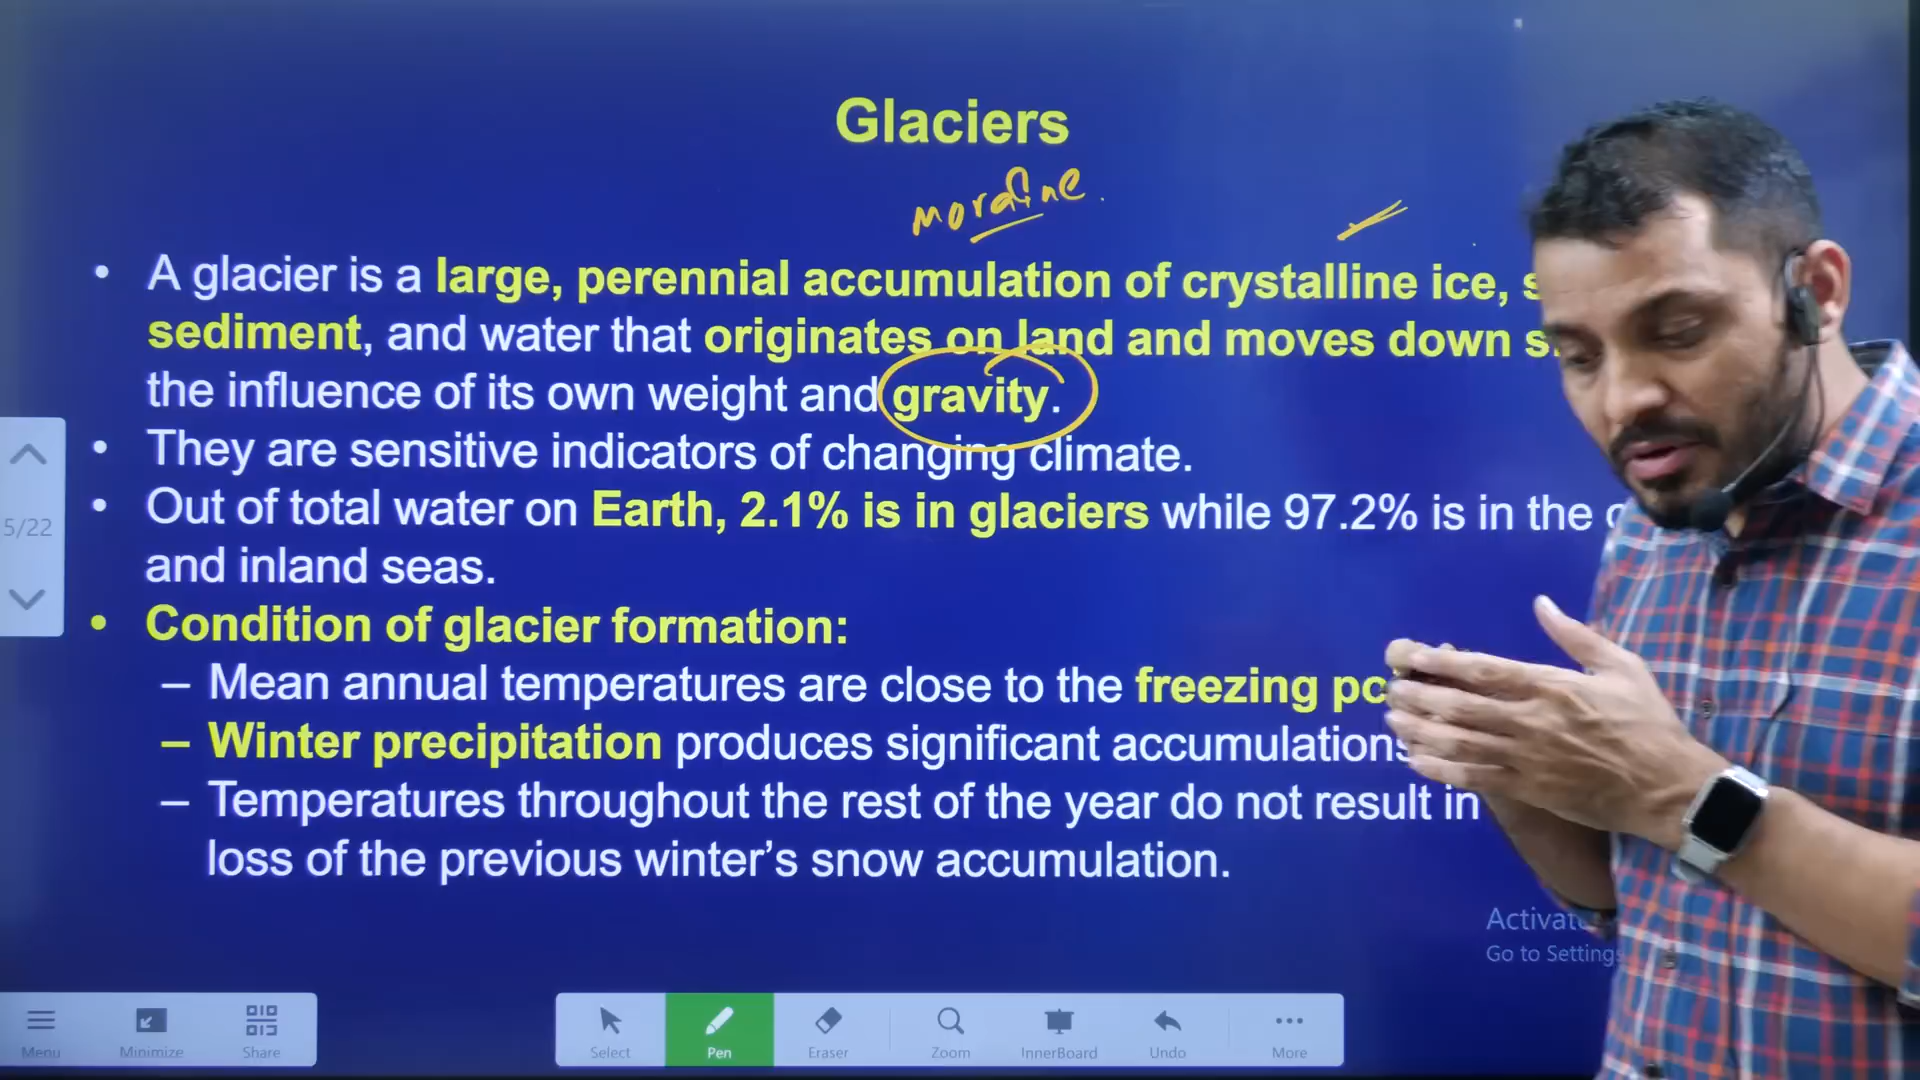 Glaciers
moraine.
• A glacier is a large, perennial accumulation of crystalline ice,
sediment, and water that originates on land and moves down
the influence of its own weight and gravity.
• They are sensitive indicators of changing climate.
• Out of total water on Earth, 2.1% is in glaciers while 97.2% is in the
and inland seas.
• Condition of glacier formation:
– Mean annual temperatures are close to the freezing
– Winter precipitation produces significant accumulations
– Temperatures throughout the rest of the year do not result in
loss of the previous winter’s snow accumulation.
5/22
Activate
Go to Settings
Menu Minimize Share Select Pen Eraser Zoom InnerBoard Undo More